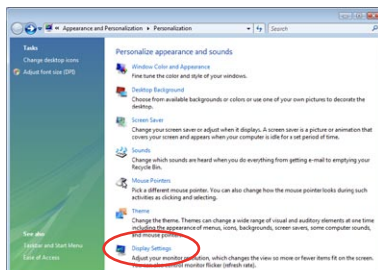 Appearance and Personalization ▸ Personalization
Search
Tasks
Change desktop icons
Adjust font size (DPI)
See also
Taskbar and Start Menu
Ease of Access
Personalize appearance and sounds
Window Color and Appearance
Fine tune the color and style of your windows.
Desktop Background
Choose from available backgrounds or colors or use one of your own pictures to decorate the
desktop.
Screen Saver
Change your screen saver or adjust when it displays. A screen saver is a picture or animation that
covers your screen and appears when your computer is idle for a set period of time.
Sounds
Change which sounds are heard when you do everything from getting e-mail to emptying your
Recycle Bin.
Mouse Pointers
Pick a different mouse pointer. You can also change how the mouse pointer looks during such
activities as clicking and selecting.
Theme
Change the theme. Themes can change a wide range of visual and auditory elements at one time
including the appearance of menus, icons, backgrounds, screen savers, some computer sounds,
and mouse pointers.
Display Settings
Adjust your monitor resolution, which changes the view so more or fewer items fit on the screen.
You can also control monitor flicker (refresh rate).